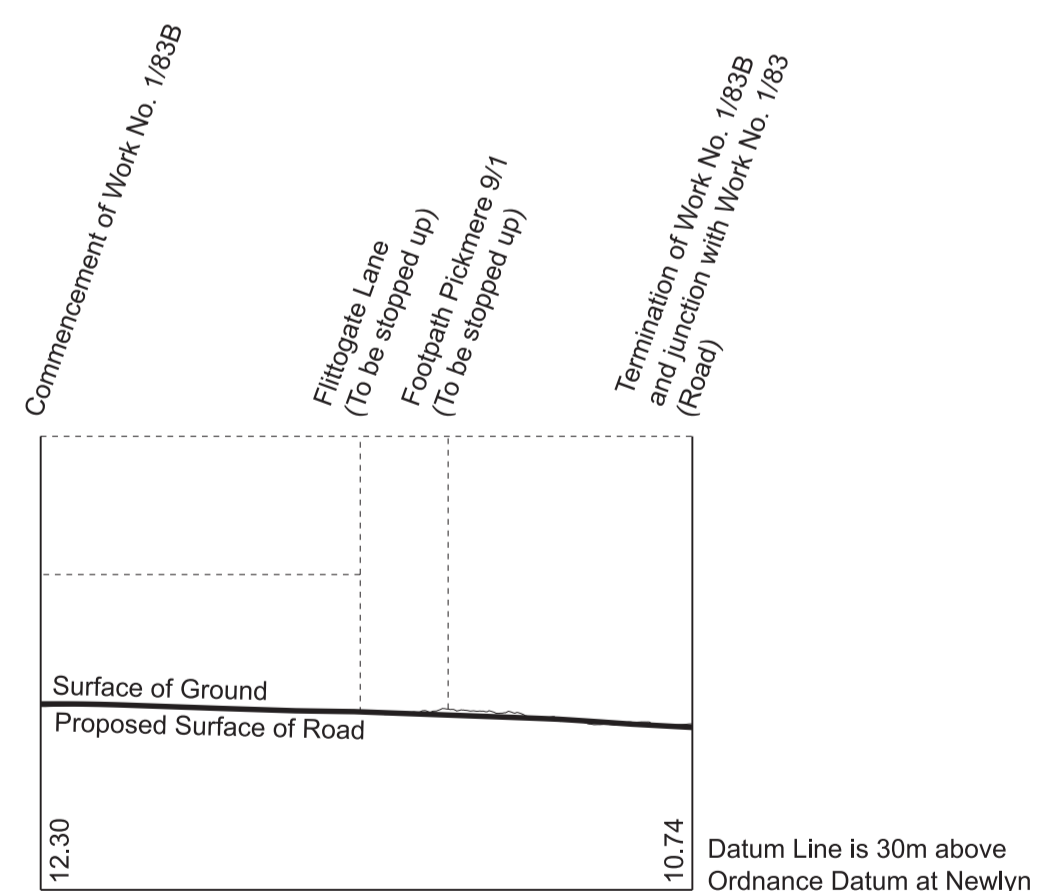 Commencement of Work No. 1/83B
Flittogate Lane
(To be stopped up)
Footpath Pickmere 9/1
(To be stopped up)
Termination of Work No. 1/83B
and junction with Work No. 1/83
(Road)
Surface of Ground
Proposed Surface of Road
12.30
10.74
Datum Line is 30m above
Ordnance Datum at Newlyn